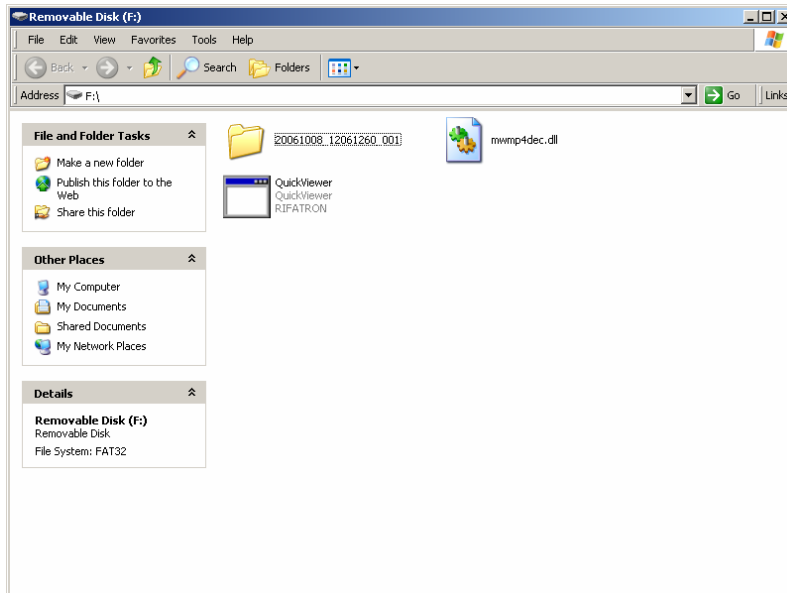 Removable Disk (F:)
File Edit View Favorites Tools Help
Back Search Folders
Address F:\ Go Links
File and Folder Tasks
Make a new folder
Publish this folder to the
Web
Share this folder
Other Places
My Computer
My Documents
Shared Documents
My Network Places
Details
Removable Disk (F:)
Removable Disk
File System: FAT32
20061008_12061260_001
mwmp4dec.dll
QuickViewer
QuickViewer
RIFATRON